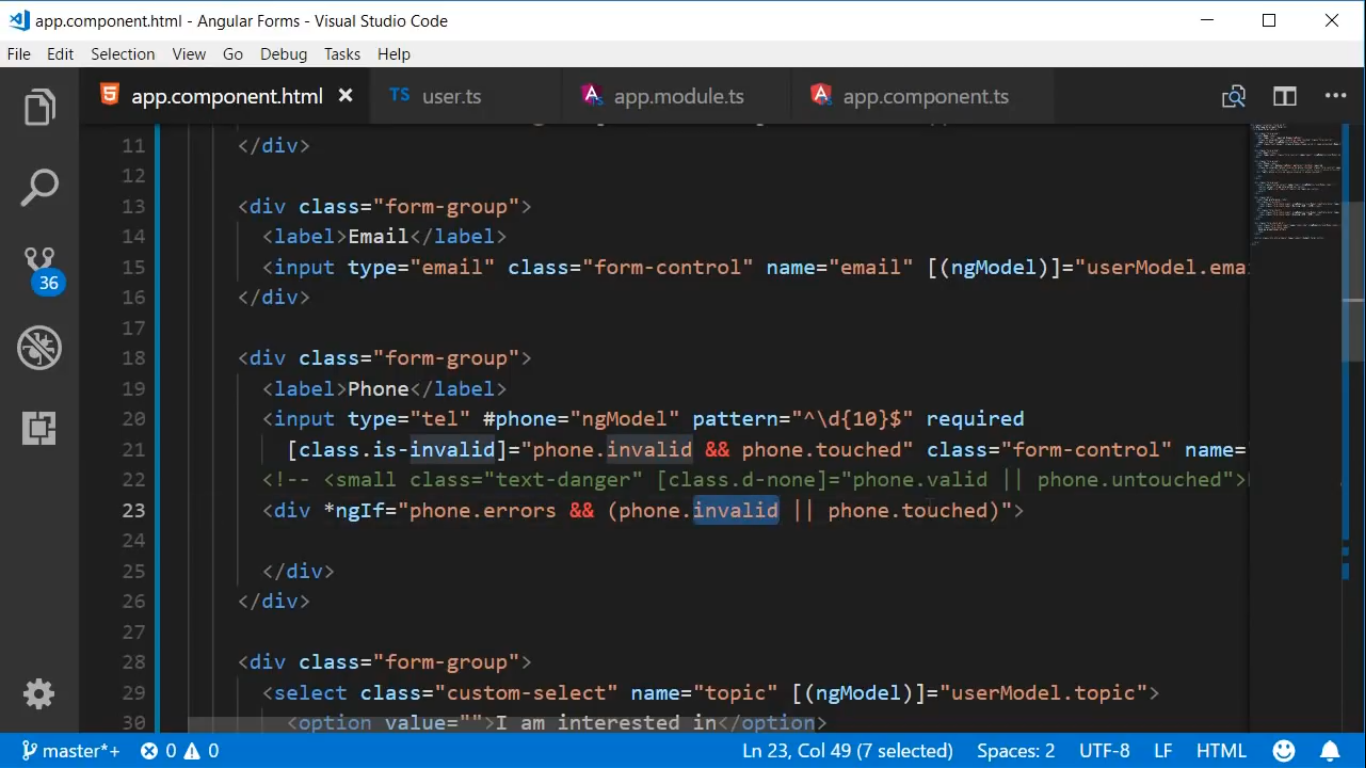 app.component.html - Angular Forms - Visual Studio Code
File Edit Selection View Go Debug Tasks Help
app.component.html TS user.ts app.module.ts app.component.ts
11 </div>
12
13 <div class="form-group">
14 <label>Email</label>
15 <input type="email" class="form-control" name="email" [(ngModel)]="userModel.emai
16 </div>
17
18 <div class="form-group">
19 <label>Phone</label>
20 <input type="tel" #phone="ngModel" pattern="^\d{10}$" required
21 [class.is-invalid]="phone.invalid && phone.touched" class="form-control" name="
22 <!-- <small class="text-danger" [class.d-none]="phone.valid || phone.untouched">
23 <div *ngIf="phone.errors && (phone.invalid || phone.touched)">
24
25 </div>
26 </div>
27
28 <div class="form-group">
29 <select class="custom-select" name="topic" [(ngModel)]="userModel.topic">
30 <option value="">I am interested in</option>
36
master*+ 0 0 Ln 23, Col 49 (7 selected) Spaces: 2 UTF-8 LF HTML